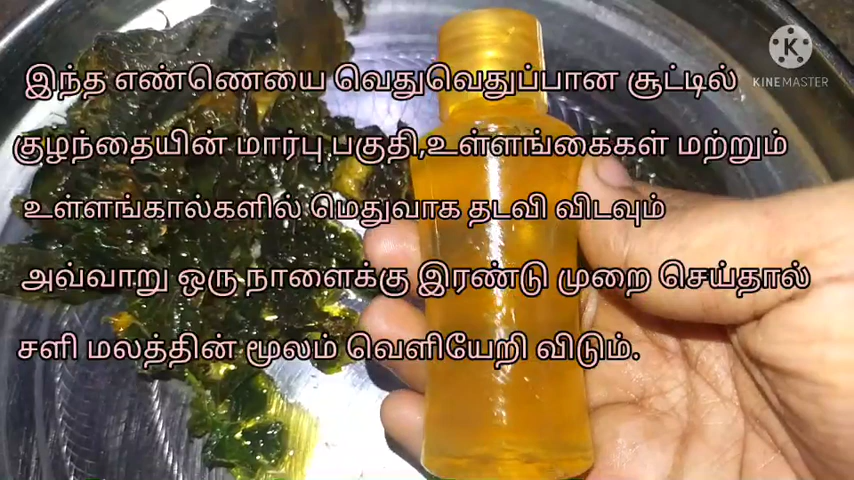 இந்த எண்ணெயை வெதுவெதுப்பான சூட்டில்
குழந்தையின் மார்பு பகுதி,உள்ளங்கைகள் மற்றும்
உள்ளங்கால்களில் மெதுவாக தடவி விடவும்
அவ்வாறு ஒரு நாளைக்கு இரண்டு முறை செய்தால்
சளி மலத்தின் மூலம் வெளியேறி விடும்.
K
KINEMASTER